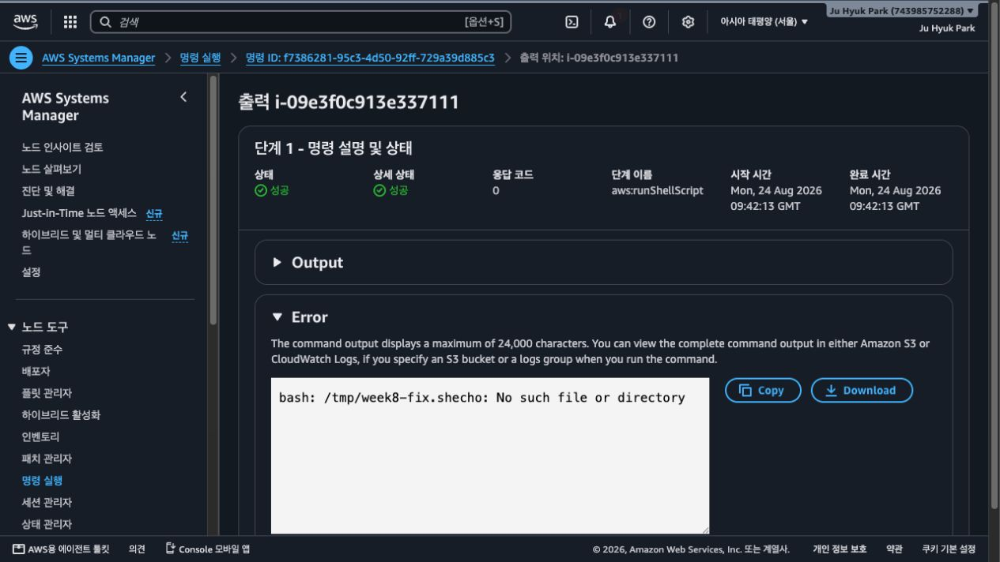 aws
검색
[옵션+S]
아시아 태평양 (서울) ▼
Ju Hyuk Park (743985752288) ▼
Ju Hyuk Park
AWS Systems Manager > 명령 실행 > 명령 ID: f7386281-95c3-4d50-92ff-729a39d885c3 > 출력 위치: i-09e3f0c913e337111
AWS Systems
Manager
노드 인사이트 검토
노드 살펴보기
진단 및 해결
Just-in-Time 노드 액세스 신규
하이브리드 및 멀티 클라우드 노
드 신규
설정
▼ 노드 도구
규정 준수
배포자
플릿 관리자
하이브리드 활성화
인벤토리
패치 관리자
명령 실행
세션 관리자
상태 관리자
출력 i-09e3f0c913e337111
단계 1 - 명령 설명 및 상태
상태
성공
상세 상태
성공
응답 코드
0
단계 이름
aws:runShellScript
시작 시간
Mon, 24 Aug 2026
09:42:13 GMT
완료 시간
Mon, 24 Aug 2026
09:42:13 GMT
▶ Output
▼ Error
The command output displays a maximum of 24,000 characters. You can view the complete command output in either Amazon S3 or
CloudWatch Logs, if you specify an S3 bucket or a logs group when you run the command.
bash: /tmp/week8-fix.shecho: No such file or directory
Copy
Download
AWS용 에이전트 툴킷
의견
Console 모바일 앱
© 2026, Amazon Web Services, Inc. 또는 계열사.
개인 정보 보호
약관
쿠키 기본 설정